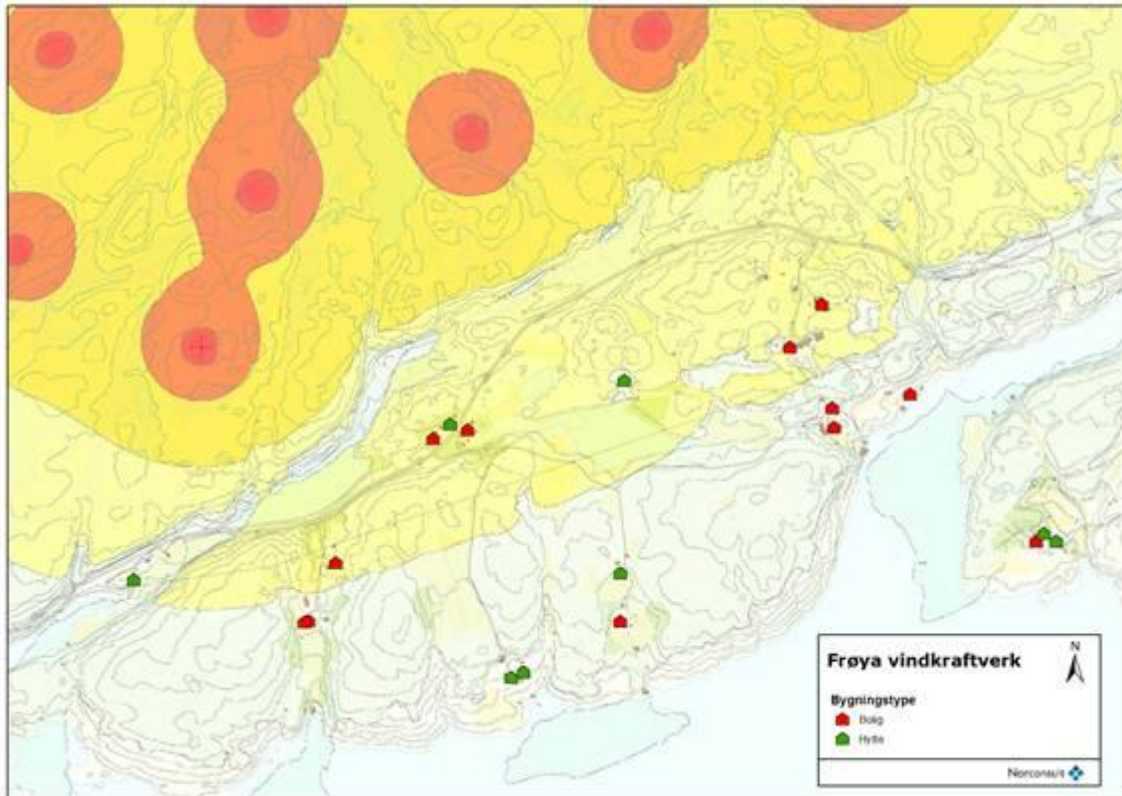 Frøya vindkraftverk
N
Bygningstype
Bolig
Hytte
Norconsult